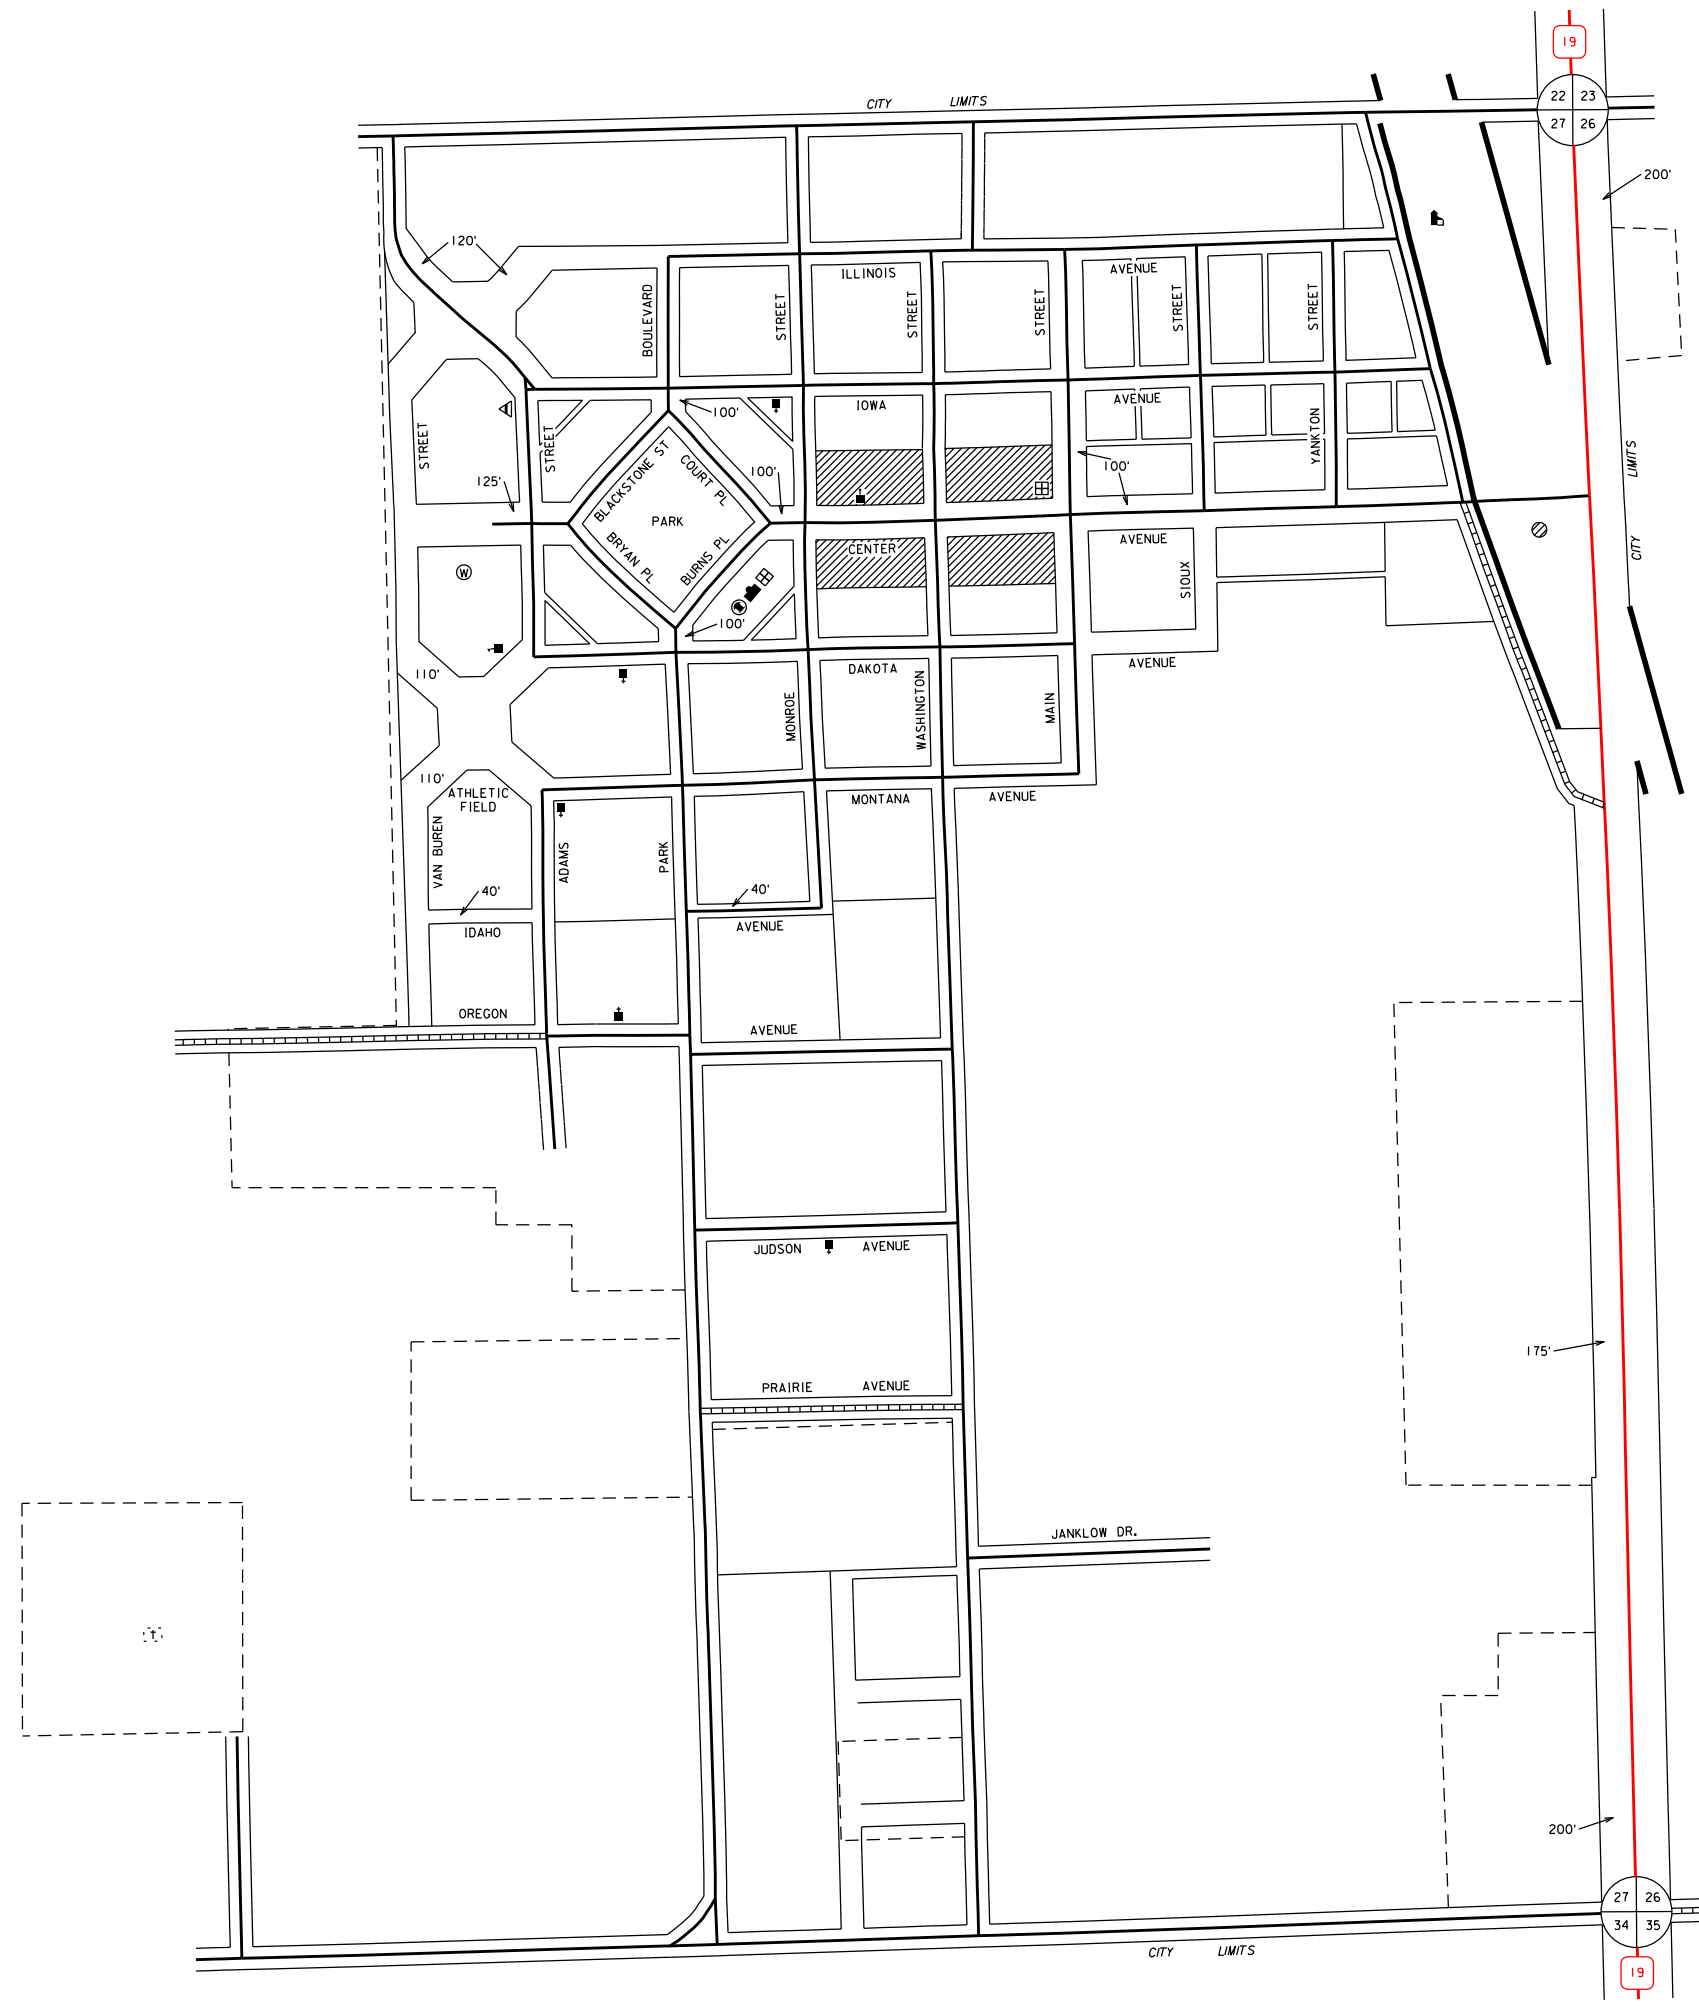 19
CITY LIMITS
22 23
27 26
200'
120'
ILLINOIS AVENUE
BOULEVARD
STREET
STREET
STREET
STREET
STREET
IOWA AVENUE
100'
STREET
STREET
YANKTON
LIMITS
CITY
BLACKSTONE ST
COURT PL
100'
100'
125'
PARK
BRYAN PL
BURNS PL
CENTER AVENUE
W
SIOUX
100'
DAKOTA AVENUE
110'
MONROE
WASHINGTON
MAIN
110'
ATHLETIC
FIELD
MONTANA AVENUE
VAN BUREN
ADAMS
PARK
40'
40'
IDAHO AVENUE
OREGON AVENUE
JUDSON AVENUE
175'
PRAIRIE AVENUE
JANKLOW DR.
200'
27 26
34 35
CITY LIMITS
19